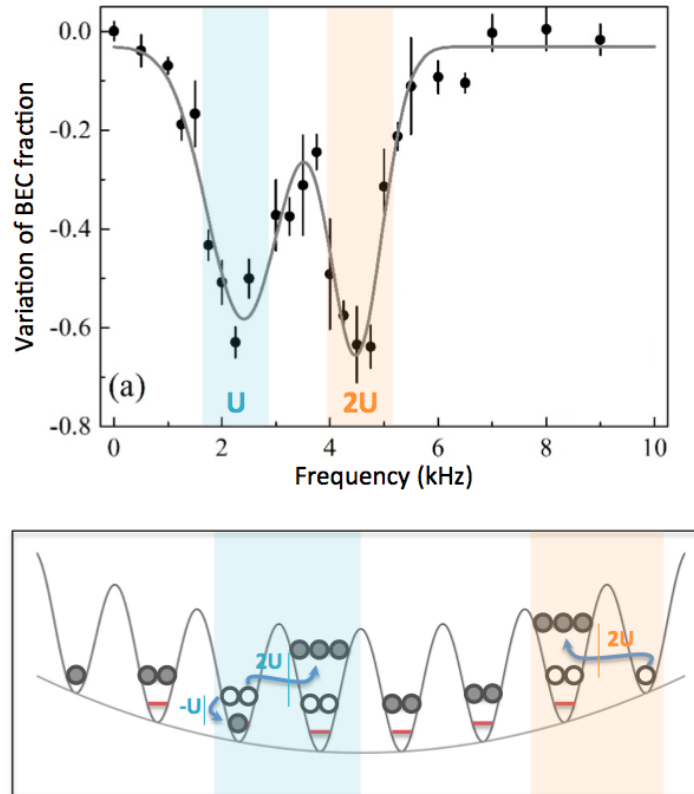 0.0
-0.2
-0.4
-0.6
-0.8
Variation of BEC fraction
(a)
U
2U
0
2
4
6
8
10
Frequency (kHz)
2U
2U
-U